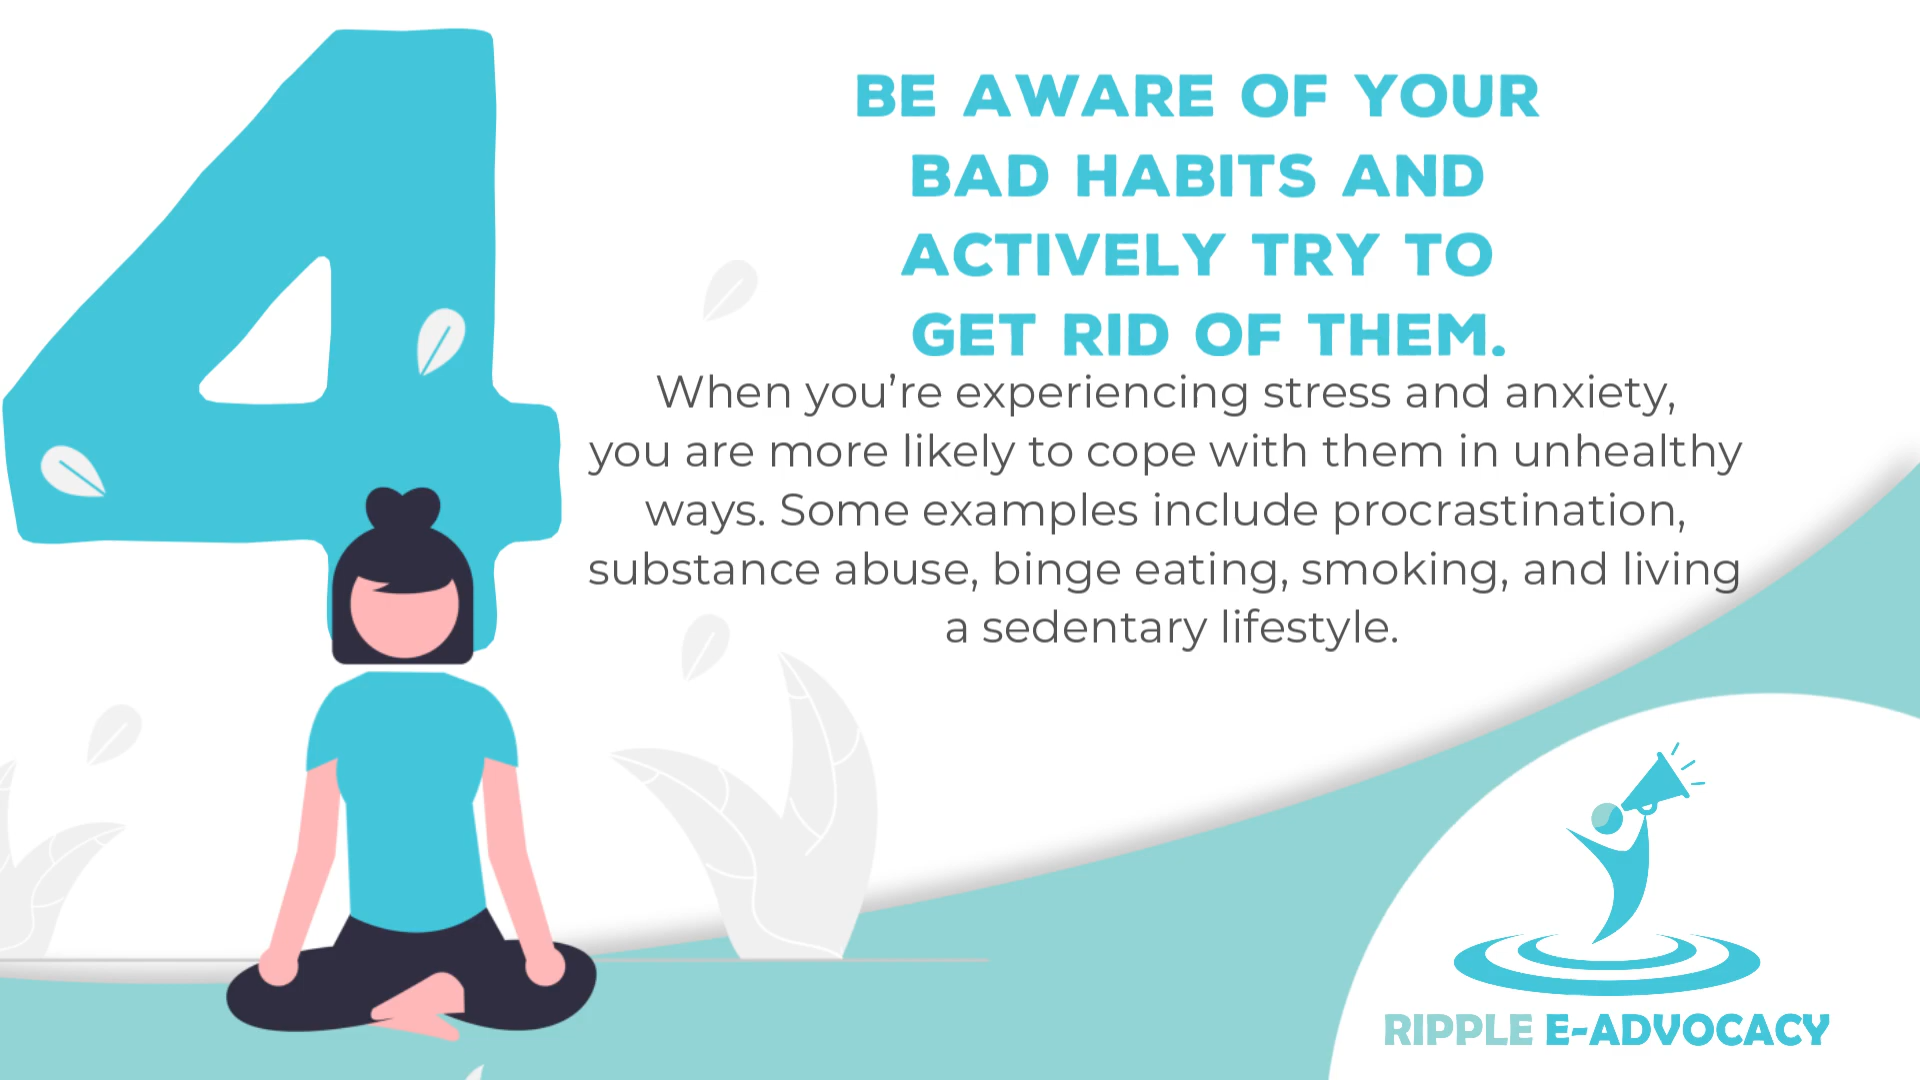 4
BE AWARE OF YOUR
BAD HABITS AND
ACTIVELY TRY TO
GET RID OF THEM.
When you’re experiencing stress and anxiety,
you are more likely to cope with them in unhealthy
ways. Some examples include procrastination,
substance abuse, binge eating, smoking, and living
a sedentary lifestyle.
RIPPLE E-ADVOCACY